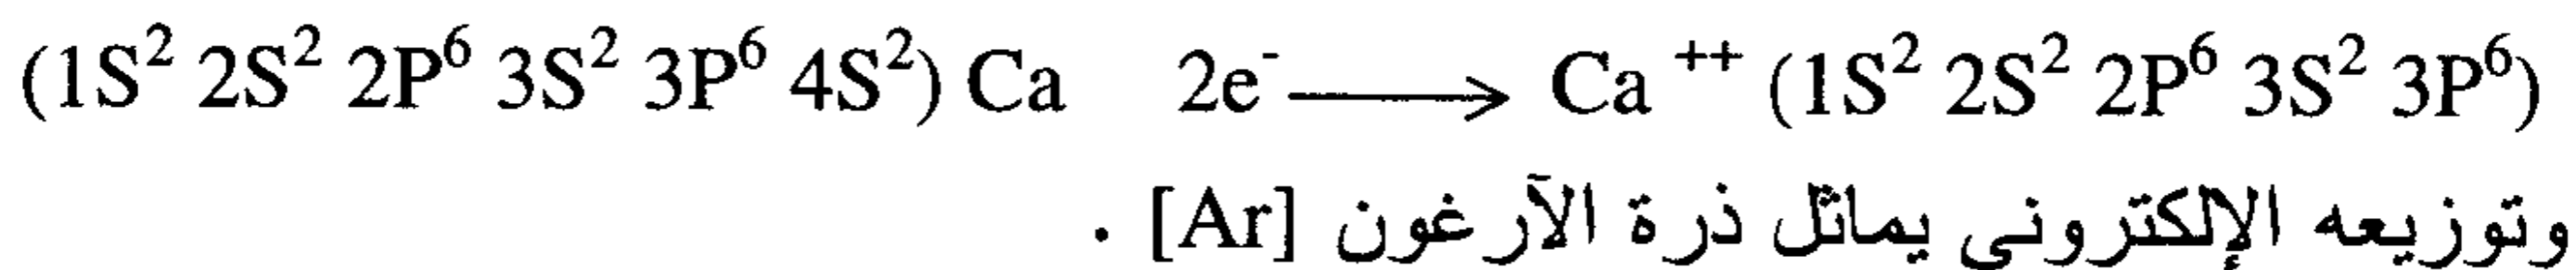 (1S² 2S² 2P⁶ 3S² 3P⁶ 4S²) Ca 2e⁻ ⟶ Ca⁺⁺ (1S² 2S² 2P⁶ 3S² 3P⁶)
وتوزيعه الإلكترونى يماثل ذرة الآرغون [Ar] .